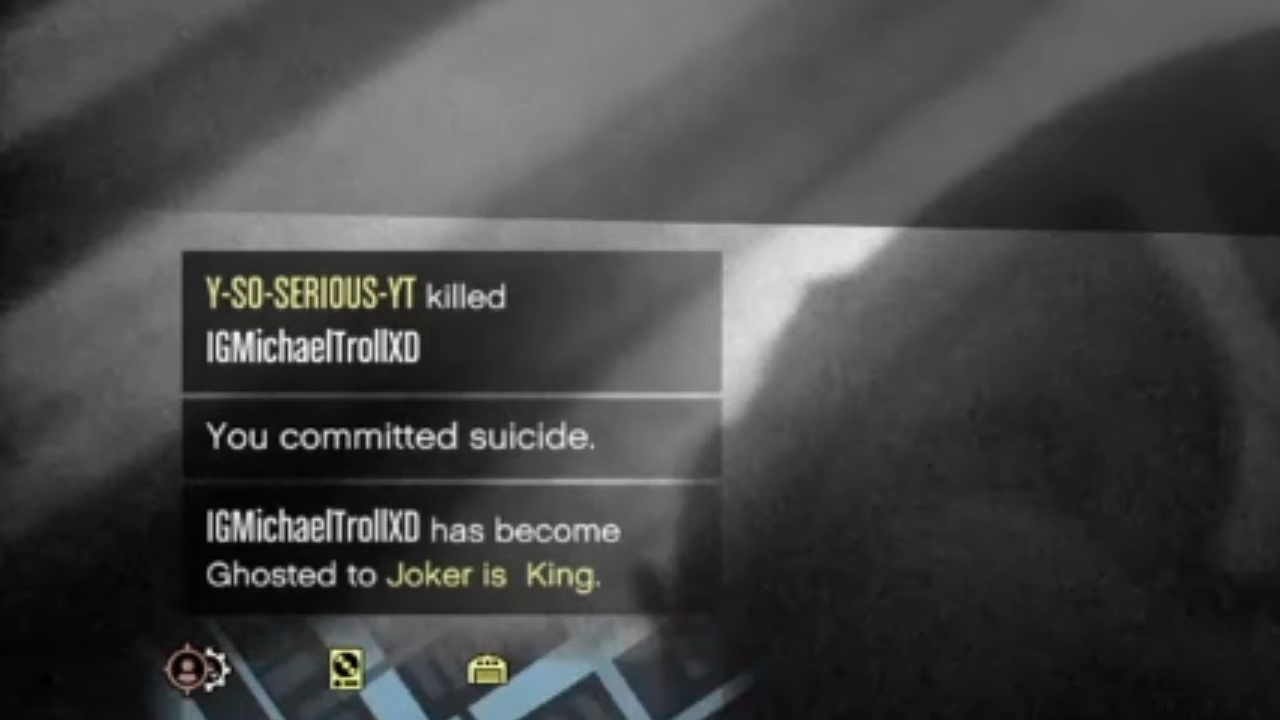 Y-SO-SERIOUS-YT killed
IGMichaelTrollXD
You committed suicide.
IGMichaelTrollXD has become
Ghosted to Joker is  King.